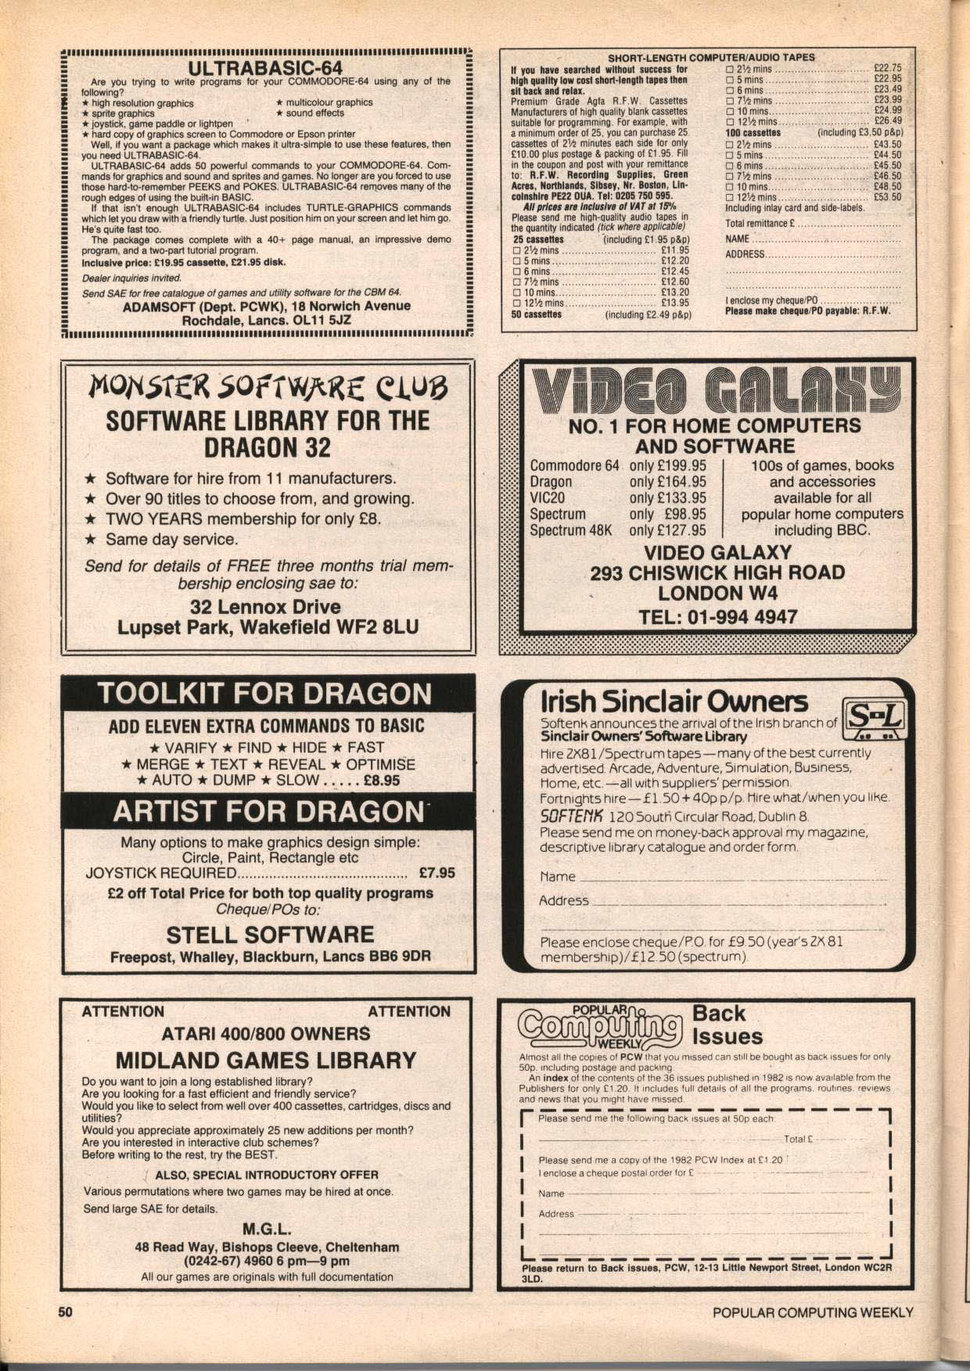 ULTRABASIC-64
Are you trying to write programs for your COMMODORE-64 using any of the
following?
★ high resolution graphics ★ multicolour graphics
★ sprite graphics ★ sound effects
★ joystick, game paddle or lightpen
★ hard copy of graphics screen to Commodore or Epson printer
Well, if you want a package which makes it ultra-simple to use these features, then
you need ULTRABASIC-64.
ULTRABASIC-64 adds 50 powerful commands to your COMMODORE-64. Com-
mands for graphics and sound and sprites and games. No longer are you forced to use
those hard-to-remember PEEKS and POKES. ULTRABASIC-64 removes many of the
rough edges of using the built-in BASIC.
If that isn't enough ULTRABASIC-64 includes TURTLE-GRAPHICS commands
which let you draw with a friendly turtle. Just position him on your screen and let him go.
He's quite fast too.
The package comes complete with a 40+ page manual, an impressive demo
program, and a two-part tutorial program.
Inclusive price: £19.95 cassette, £21.95 disk.
Dealer inquiries invited.
Send SAE for free catalogue of games and utility software for the CBM 64.
ADAMSOFT (Dept. PCWK), 18 Norwich Avenue
Rochdale, Lancs. OL11 5JZ
SHORT-LENGTH COMPUTER/AUDIO TAPES
If you have searched without success for
high quality low cost short-length tapes then
sit back and relax.
Premium Grade Agfa R.F.W. Cassettes
Manufacturers of high quality blank cassettes
suitable for programming. For example, with
a minimum order of 25, you can purchase 25
cassettes of 2½ minutes each side for only
£10.00 plus postage & packing of £1.95. Fill
in the coupon and post with your remittance
to: R.F.W. Recording Supplies, Green
Acres, Northlands, Sibsey, Nr. Boston, Lin-
colnshire PE22 0UA. Tel: 0205 750 595.
All prices are inclusive of VAT at 15%
Please send me high-quality audio tapes in
the quantity indicated (tick where applicable)
25 cassettes (including £1.95 p&p)
□ 2½ mins £11.95
□ 5 mins £12.20
□ 6 mins £12.45
□ 7½ mins £12.60
□ 10 mins £13.20
□ 12½ mins £13.95
50 cassettes (including £2.49 p&p)
□ 2½ mins £22.75
□ 5 mins £22.95
□ 6 mins £23.49
□ 7½ mins £23.99
□ 10 mins £24.99
□ 12½ mins £26.49
100 cassettes (including £3.50 p&p)
□ 2½ mins £43.50
□ 5 mins £44.50
□ 6 mins £45.50
□ 7½ mins £46.50
□ 10 mins £48.50
□ 12½ mins £53.50
Including inlay card and side-labels.
Total remittance £
NAME
ADDRESS
I enclose my cheque/PO
Please make cheque/PO payable: R.F.W.
MONSTER SOFTWARE CLUB
SOFTWARE LIBRARY FOR THE
DRAGON 32
★ Software for hire from 11 manufacturers.
★ Over 90 titles to choose from, and growing.
★ TWO YEARS membership for only £8.
★ Same day service.
Send for details of FREE three months trial mem-
bership enclosing sae to:
32 Lennox Drive
Lupset Park, Wakefield WF2 8LU
VIDEO GALAXY
NO. 1 FOR HOME COMPUTERS
AND SOFTWARE
Commodore 64 only £199.95
Dragon only £164.95
VIC20 only £133.95
Spectrum only £98.95
Spectrum 48K only £127.95
100s of games, books
and accessories
available for all
popular home computers
including BBC.
VIDEO GALAXY
293 CHISWICK HIGH ROAD
LONDON W4
TEL: 01-994 4947
TOOLKIT FOR DRAGON
ADD ELEVEN EXTRA COMMANDS TO BASIC
★ VARIFY ★ FIND ★ HIDE ★ FAST
★ MERGE ★ TEXT ★ REVEAL ★ OPTIMISE
★ AUTO ★ DUMP ★ SLOW ..... £8.95
ARTIST FOR DRAGON
Many options to make graphics design simple:
Circle, Paint, Rectangle etc
JOYSTICK REQUIRED........ £7.95
£2 off Total Price for both top quality programs
Cheque/POs to:
STELL SOFTWARE
Freepost, Whalley, Blackburn, Lancs BB6 9DR
Irish Sinclair Owners
S-L
Softenk announces the arrival of the Irish branch of
Sinclair Owners' Software Library
Hire ZX81/Spectrum tapes—many of the best currently
advertised. Arcade, Adventure, Simulation, Business,
Home, etc.—all with suppliers' permission.
Fortnights hire—£1.50+40p p/p. Hire what/when you like.
SOFTENK 120 South Circular Road, Dublin 8.
Please send me on money-back approval my magazine,
descriptive library catalogue and order form.
Name
Address
Please enclose cheque/P.O. for £9.50 (year's ZX81
membership)/£12.50 (spectrum)
ATTENTION ATTENTION
ATARI 400/800 OWNERS
MIDLAND GAMES LIBRARY
Do you want to join a long established library?
Are you looking for a fast efficient and friendly service?
Would you like to select from well over 400 cassettes, cartridges, discs and
utilities?
Would you appreciate approximately 25 new additions per month?
Are you interested in interactive club schemes?
Before writing to the rest, try the BEST.
ALSO, SPECIAL INTRODUCTORY OFFER
Various permutations where two games may be hired at once.
Send large SAE for details.
M.G.L.
48 Read Way, Bishops Cleeve, Cheltenham
(0242-67) 4960 6 pm—9 pm
All our games are originals with full documentation
POPULAR
Computing
WEEKLY
Back
Issues
Almost all the copies of PCW that you missed can still be bought as back issues for only
50p, including postage and packing
An index of the contents of the 36 issues published in 1982 is now available from the
Publishers for only £1.20. It includes full details of all the programs, routines, reviews
and news that you might have missed.
Please send me the following back issues at 50p each:
Total £
Please send me a copy of the 1982 PCW Index at £1.20
I enclose a cheque postal order for £
Name
Address
Please return to Back Issues, PCW, 12-13 Little Newport Street, London WC2R
3LD.
50
POPULAR COMPUTING WEEKLY